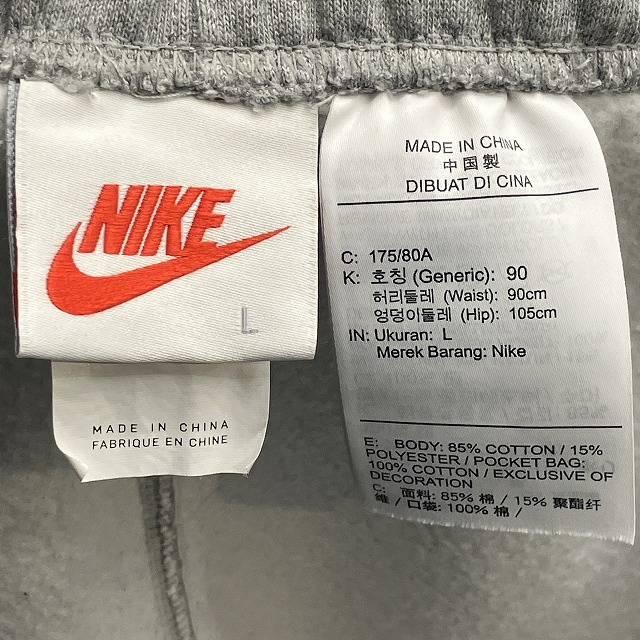 NIKE
L
MADE IN CHINA
FABRIQUE EN CHINE
MADE IN CHINA
中国製
DIBUAT DI CINA
C: 175/80A
K: 호칭 (Generic): 90
허리둘레 (Waist): 90cm
엉덩이둘레 (Hip): 105cm
IN: Ukuran: L
Merek Barang: Nike
E: BODY: 85% COTTON / 15%
POLYESTER / POCKET BAG:
100% COTTON / EXCLUSIVE OF
DECORATION
C: 面料: 85% 棉 / 15% 聚酯纤
维 / 口袋: 100% 棉 /